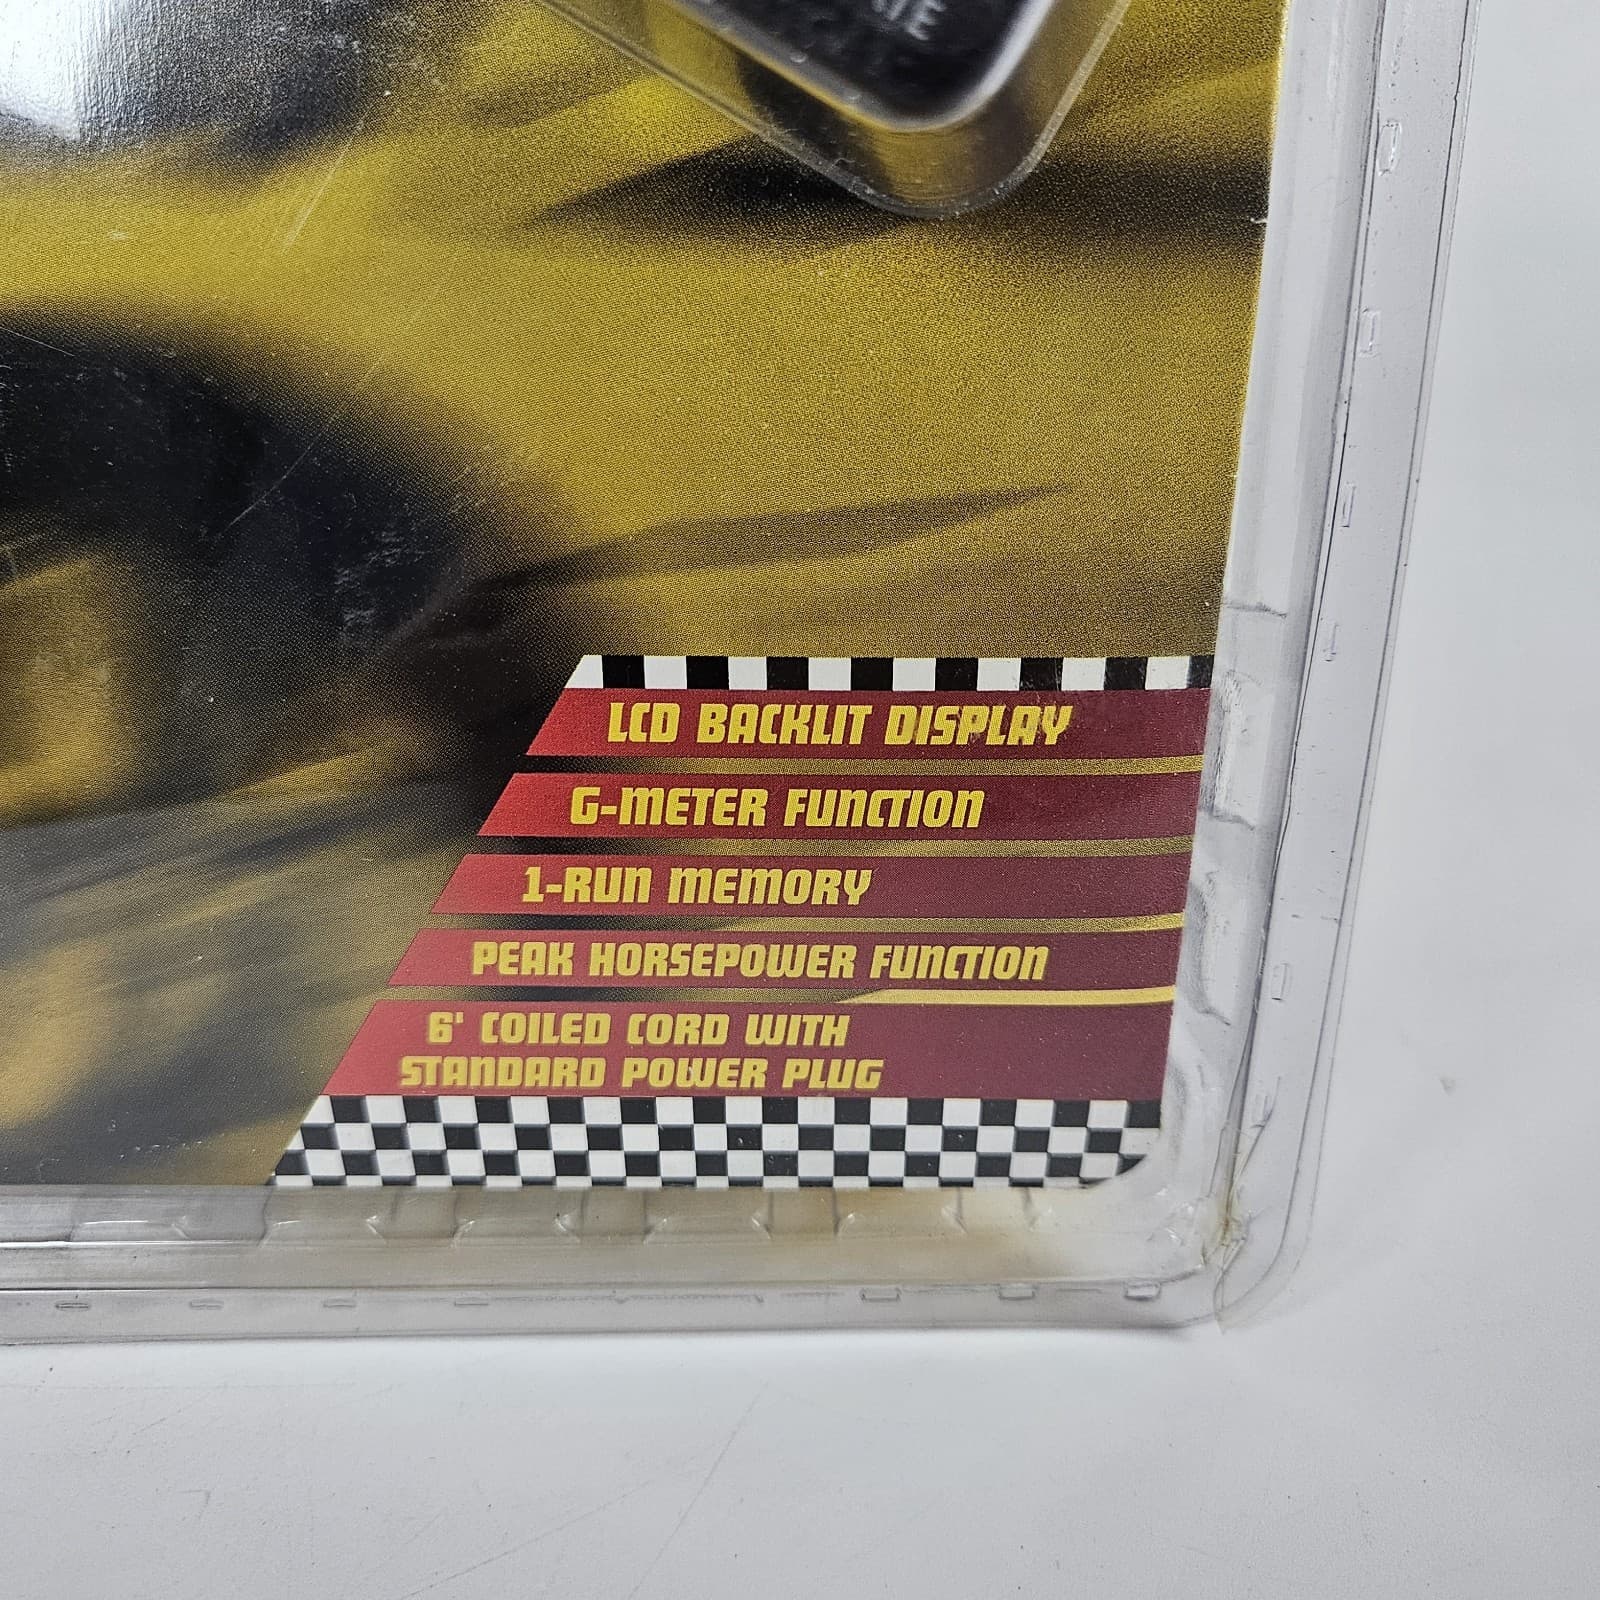 LCD BACKLIT DISPLAY
G-METER FUNCTION
1-RUN MEMORY
PEAK HORSEPOWER FUNCTION
6' COILED CORD WITH
STANDARD POWER PLUG